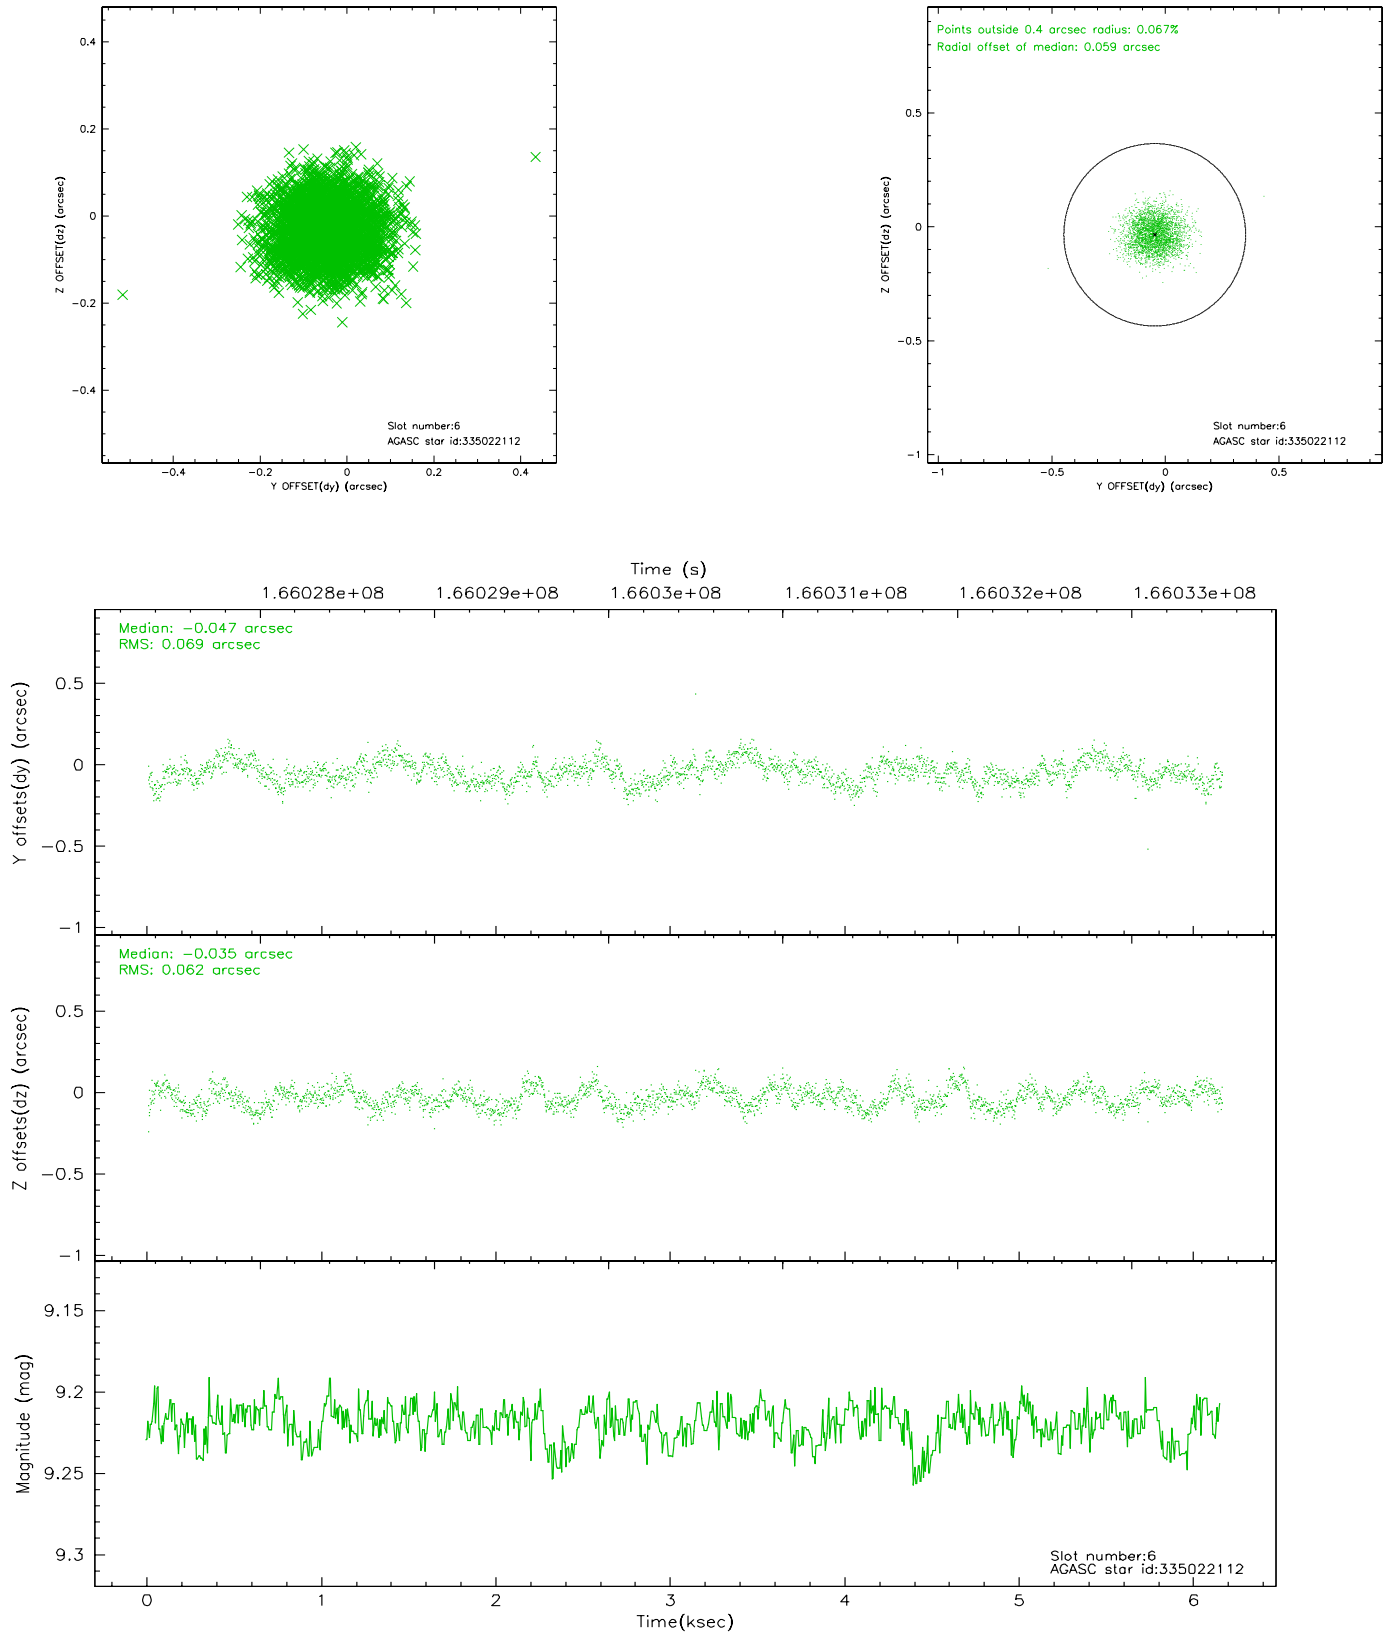 0.4
0.2
0
−0.2
−0.4
Z OFFSET(dz) (arcsec)
Slot number:6
AGASC star id:335022112
−0.4
−0.2
0
0.2
0.4
Y OFFSET(dy) (arcsec)
Points outside 0.4 arcsec radius: 0.067%
Radial offset of median: 0.059 arcsec
0.5
0
−0.5
−1
Z OFFSET(dz) (arcsec)
Slot number:6
AGASC star id:335022112
−1
−0.5
0
0.5
Y OFFSET(dy) (arcsec)
Time (s)
1.66028e+08
1.66029e+08
1.6603e+08
1.66031e+08
1.66032e+08
1.66033e+08
Median: −0.047 arcsec
RMS: 0.069 arcsec
0.5
0
−0.5
−1
Y offsets(dy) (arcsec)
Median: −0.035 arcsec
RMS: 0.062 arcsec
0.5
0
−0.5
−1
Z offsets(dz) (arcsec)
9.15
9.2
9.25
9.3
Magnitude (mag)
Slot number:6
AGASC star id:335022112
0
1
2
3
4
5
6
Time(ksec)